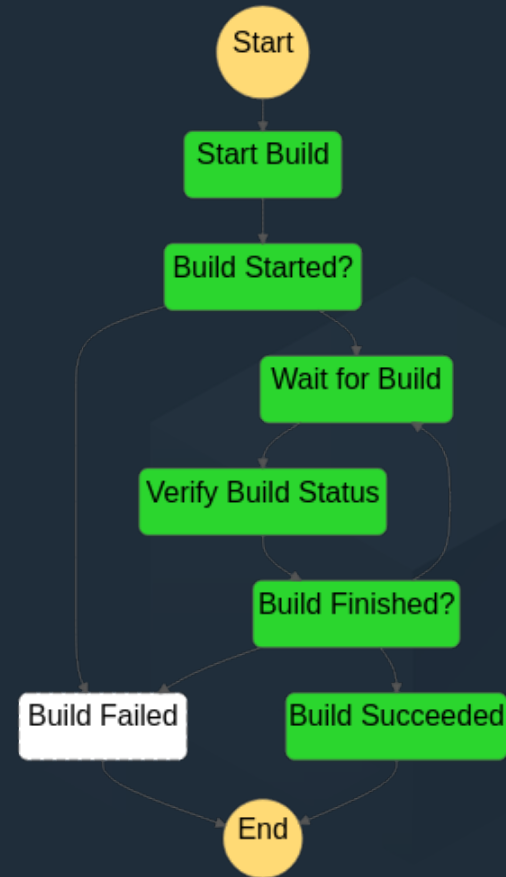 Start
Start Build
Build Started?
Wait for Build
Verify Build Status
Build Finished?
Build Failed
Build Succeeded
End